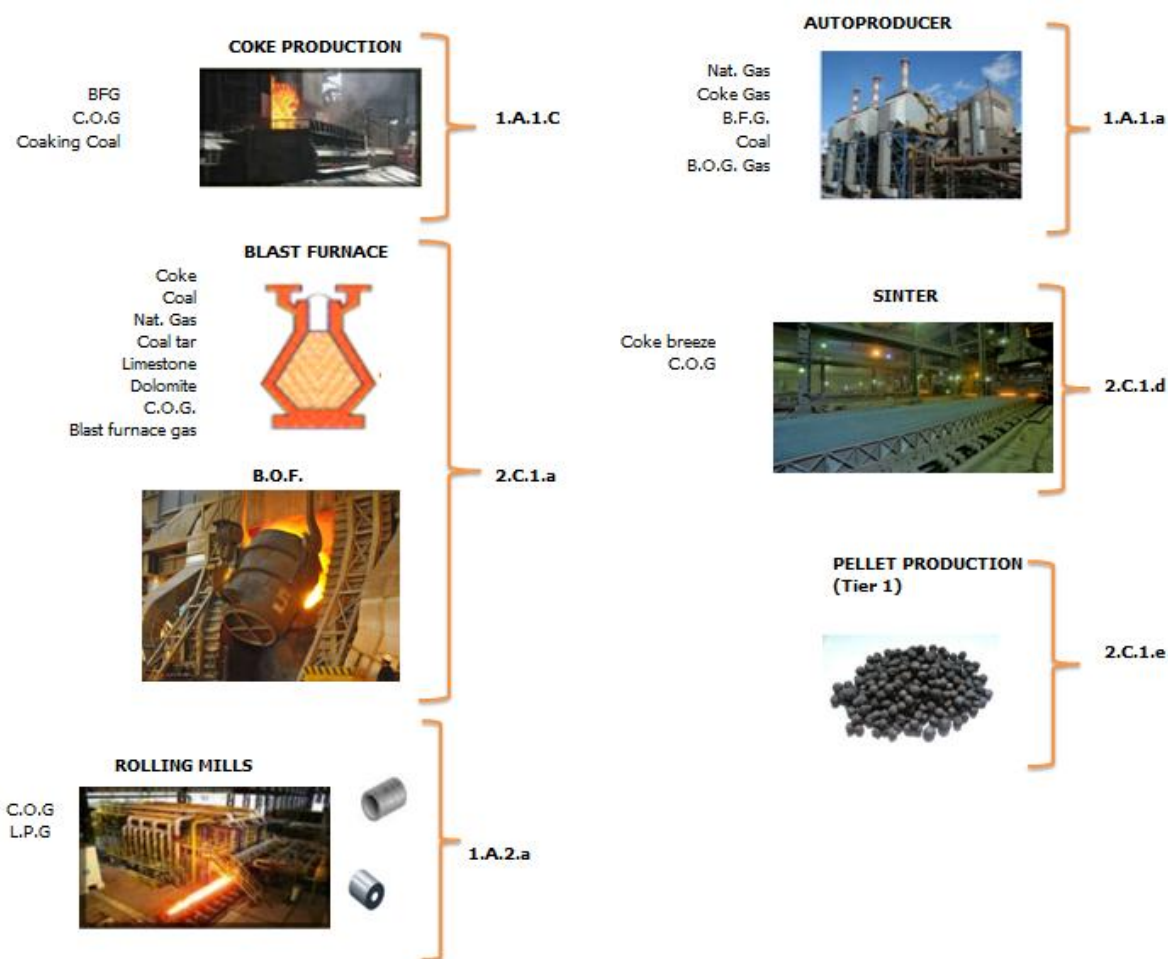 COKE PRODUCTION
BFG
C.O.G
Coaking Coal
1.A.1.C
AUTOPRODUCER
Nat. Gas
Coke Gas
B.F.G.
Coal
B.O.G. Gas
1.A.1.a
BLAST FURNACE
Coke
Coal
Nat. Gas
Coal tar
Limestone
Dolomite
C.O.G.
Blast furnace gas
B.O.F.
2.C.1.a
SINTER
Coke breeze
C.O.G
2.C.1.d
PELLET PRODUCTION
(Tier 1)
2.C.1.e
ROLLING MILLS
C.O.G
L.P.G
1.A.2.a